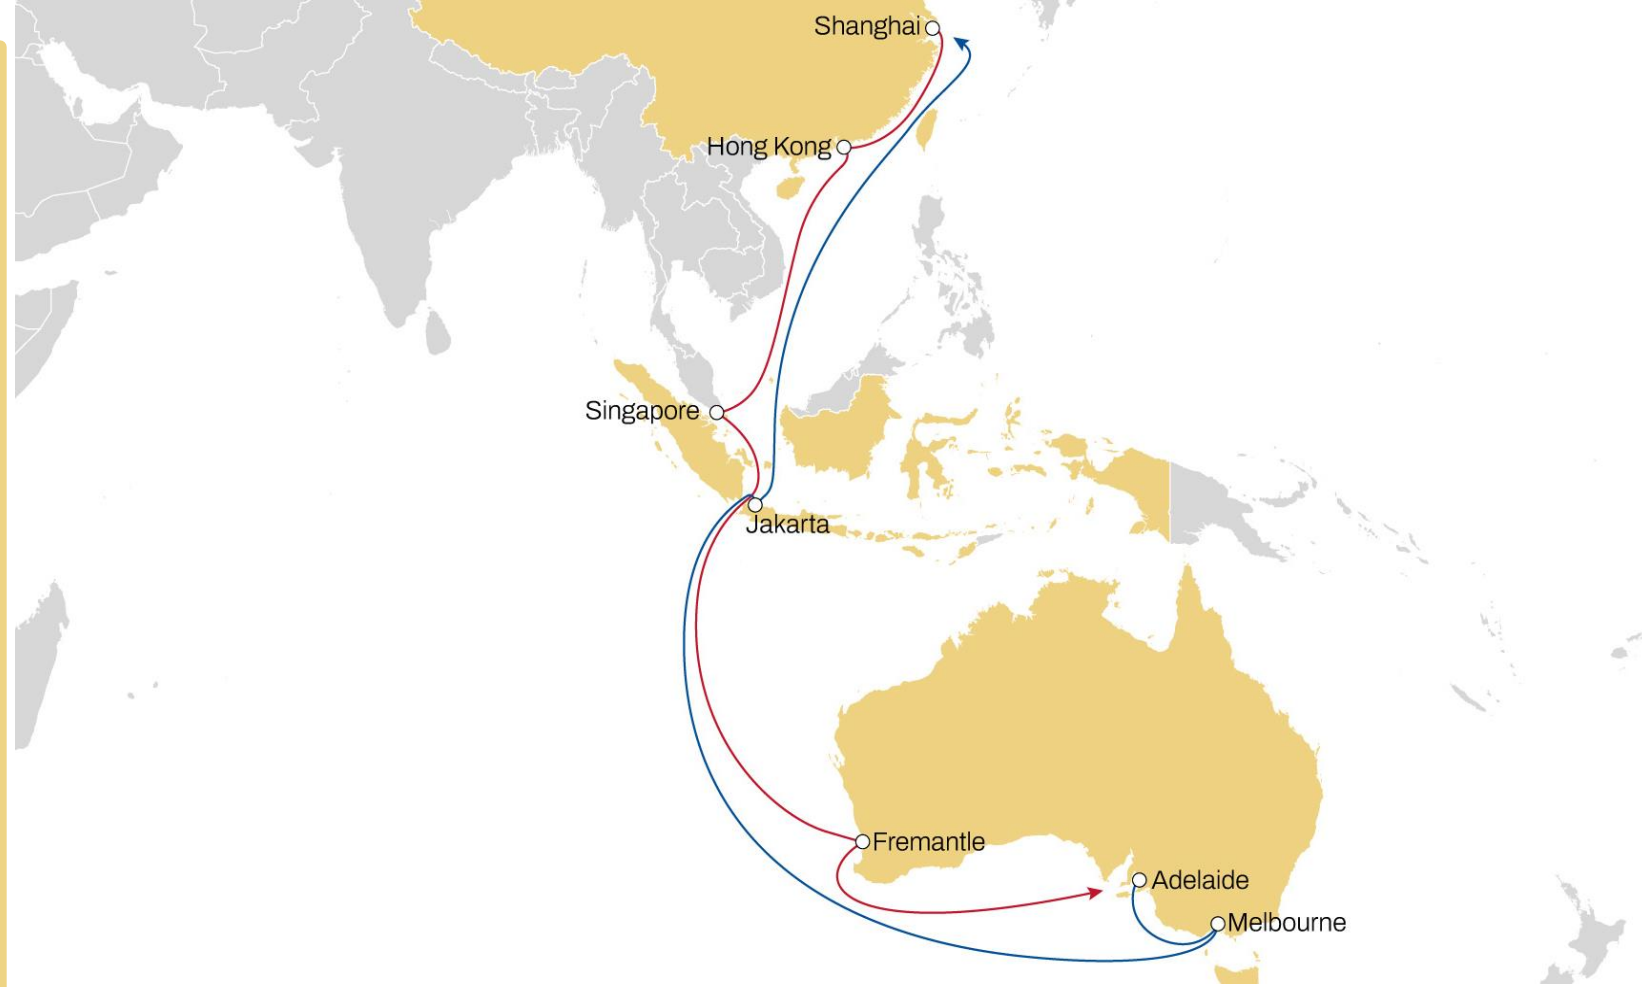 Shanghai
Hong Kong
Singapore
Jakarta
Fremantle
Adelaide
Melbourne